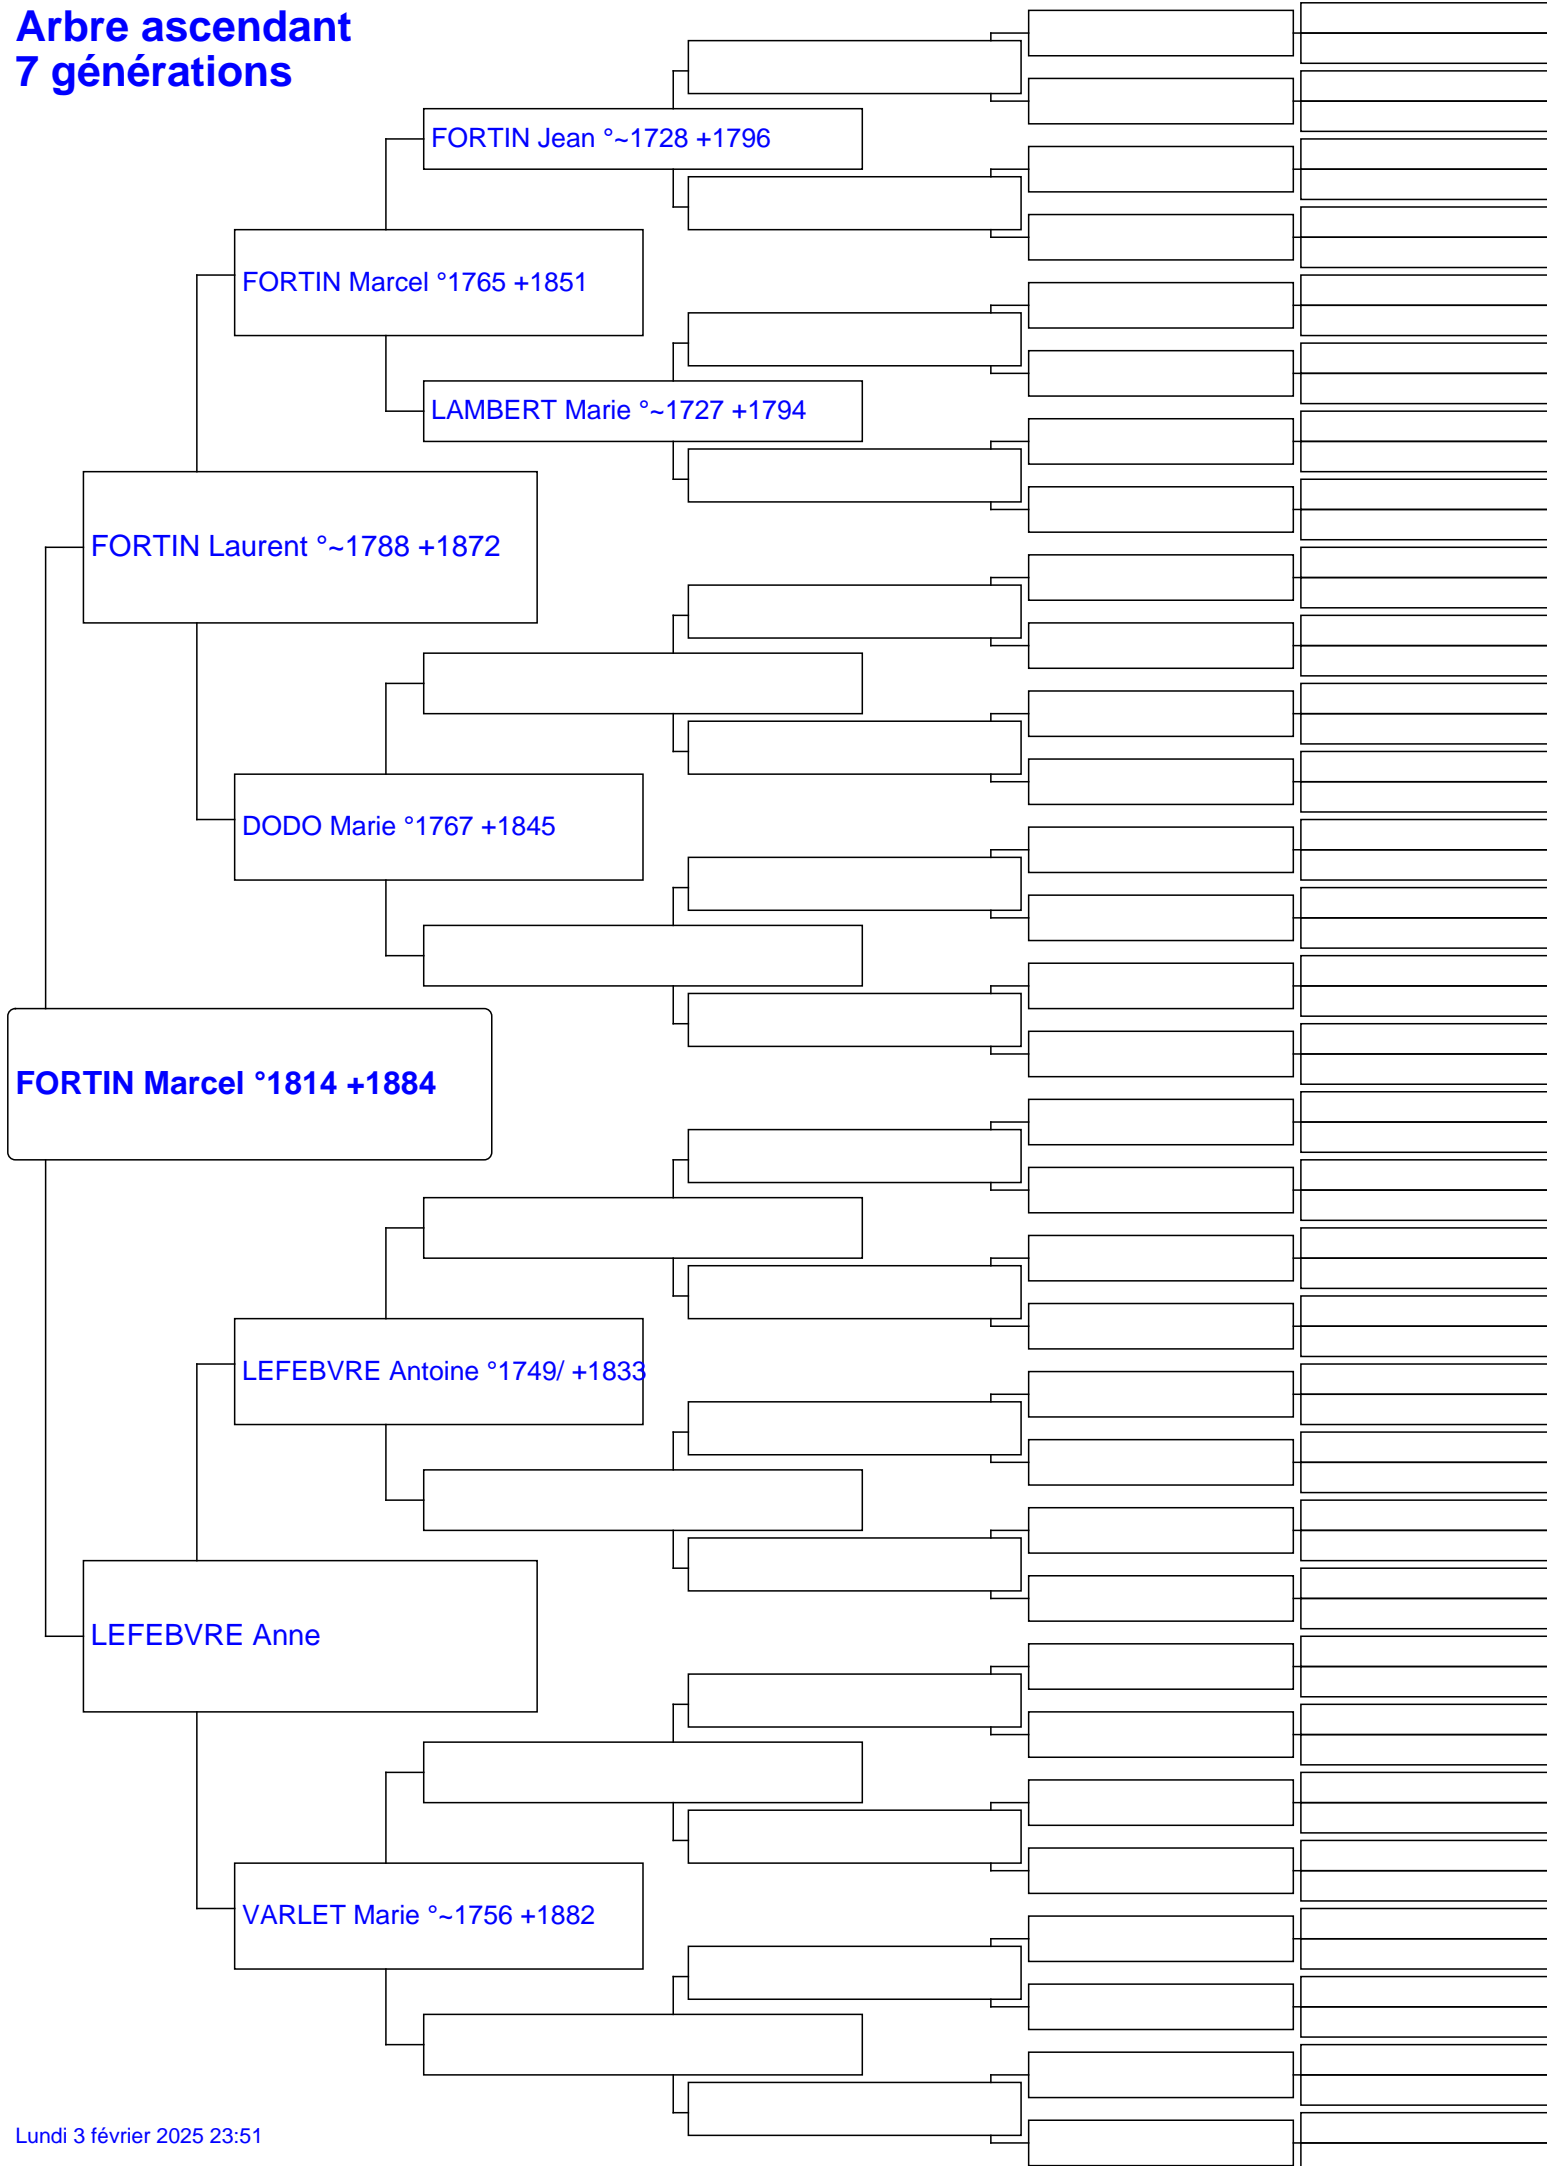 Arbre ascendant
7 générations
FORTIN Jean °~1728 +1796
FORTIN Marcel °1765 +1851
LAMBERT Marie °~1727 +1794
FORTIN Laurent °~1788 +1872
DODO Marie °1767 +1845
FORTIN Marcel °1814 +1884
LEFEBVRE Antoine °1749/ +1833
LEFEBVRE Anne
VARLET Marie °~1756 +1882
Lundi 3 février 2025 23:51